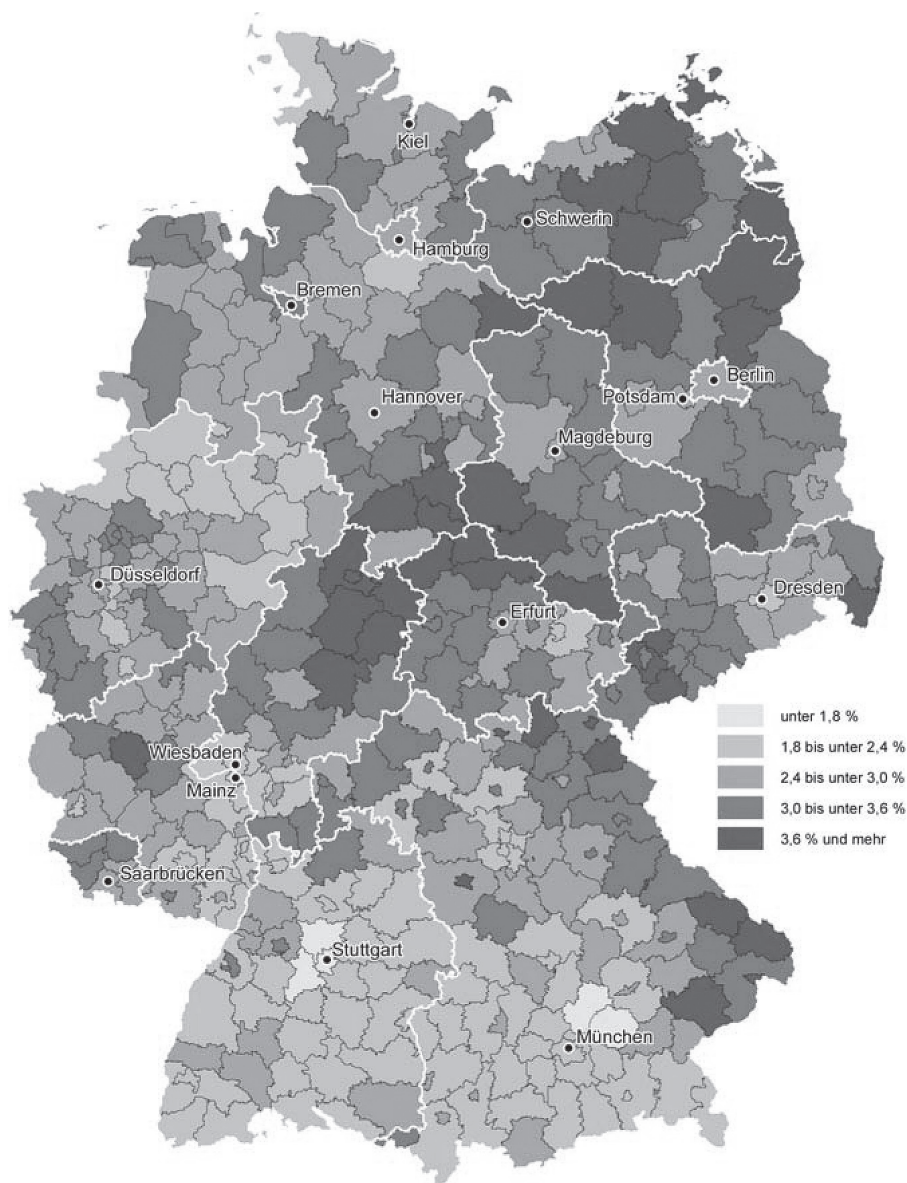 Kiel
Schwerin
Hamburg
Bremen
Berlin
Potsdam
Hannover
Magdeburg
Düsseldorf
Dresden
Erfurt
Wiesbaden
Mainz
Saarbrücken
Stuttgart
München
unter 1,8 %
1,8 bis unter 2,4 %
2,4 bis unter 3,0 %
3,0 bis unter 3,6 %
3,6 % und mehr